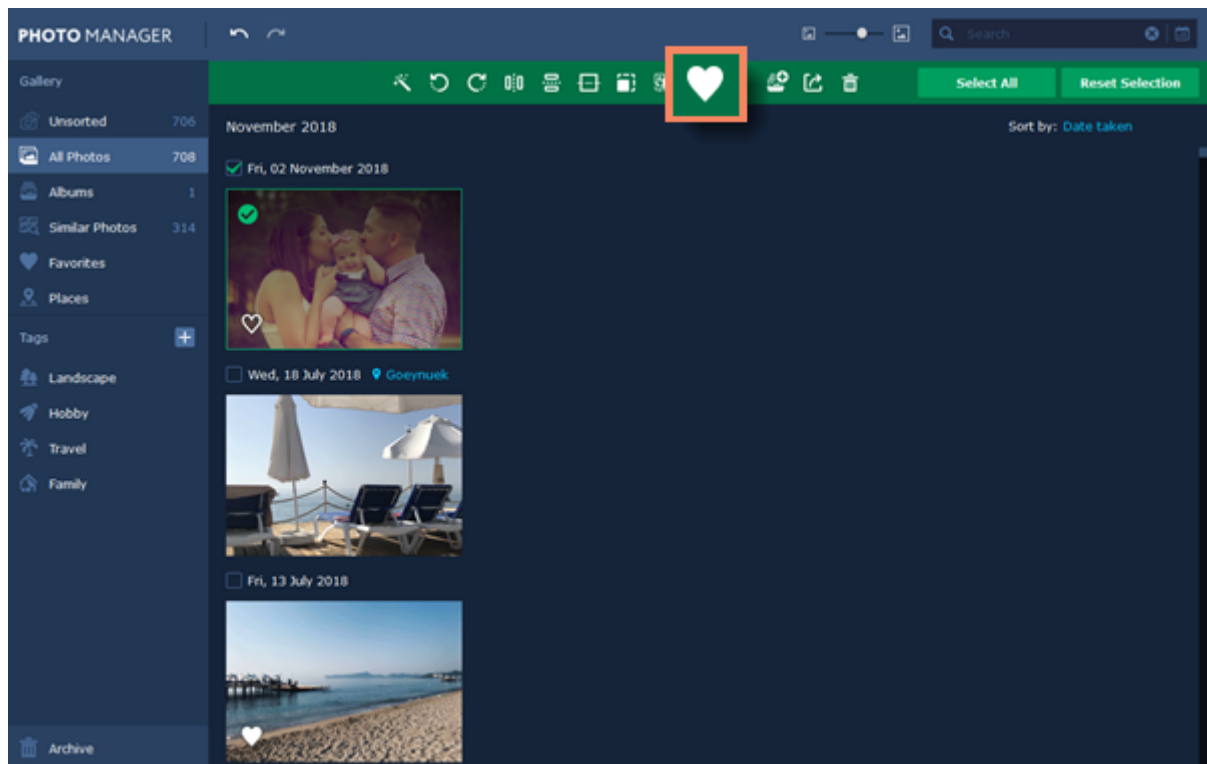 PHOTO MANAGER
Search
Gallery
Select All
Reset Selection
Unsorted 706
All Photos 708
Albums 1
Similar Photos 314
Favorites
Places
Tags
Landscape
Hobby
Travel
Family
Archive
November 2018
Sort by: Date taken
Fri, 02 November 2018
Wed, 18 July 2018 Goeynuek
Fri, 13 July 2018